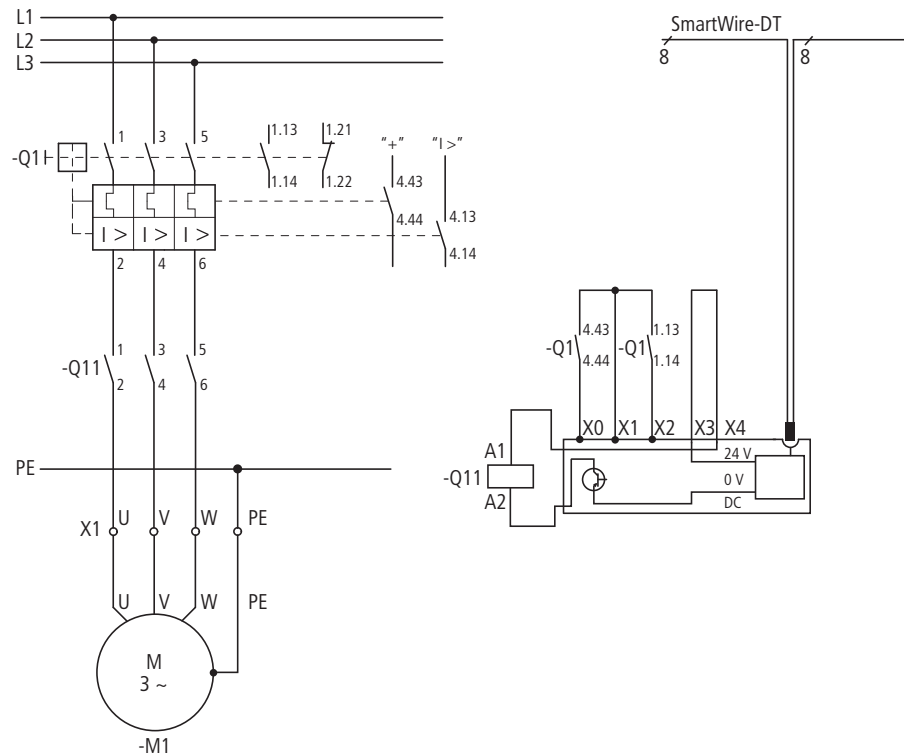 L1
L2
L3
SmartWire-DT
8 8
-Q1
1 3 5
1.13 1.21
1.14 1.22
"+" "I >"
4.43
4.44
4.13
4.14
I > I > I >
2 4 6
-Q11
1 3 5
2 4 6
-Q1 4.43 -Q1 1.13
4.44 1.14
X0 X1 X2 X3 X4
A1
-Q11
A2
24 V
0 V
DC
PE
X1 U V W PE
U V W PE
M
3 ~
-M1